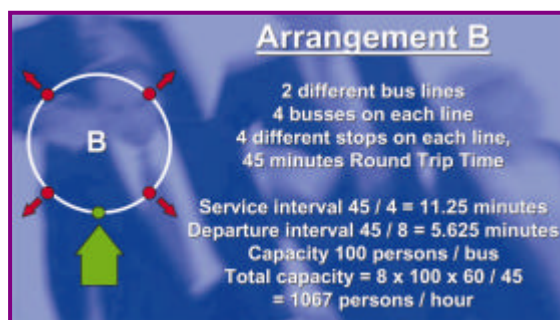 Arrangement B
B
2 different bus lines
4 busses on each line
4 different stops on each line,
45 minutes Round Trip Time
Service interval 45 / 4 = 11.25 minutes
Departure interval 45 / 8 = 5.625 minutes
Capacity 100 persons / bus
Total capacity = 8 x 100 x 60 / 45
= 1067 persons / hour